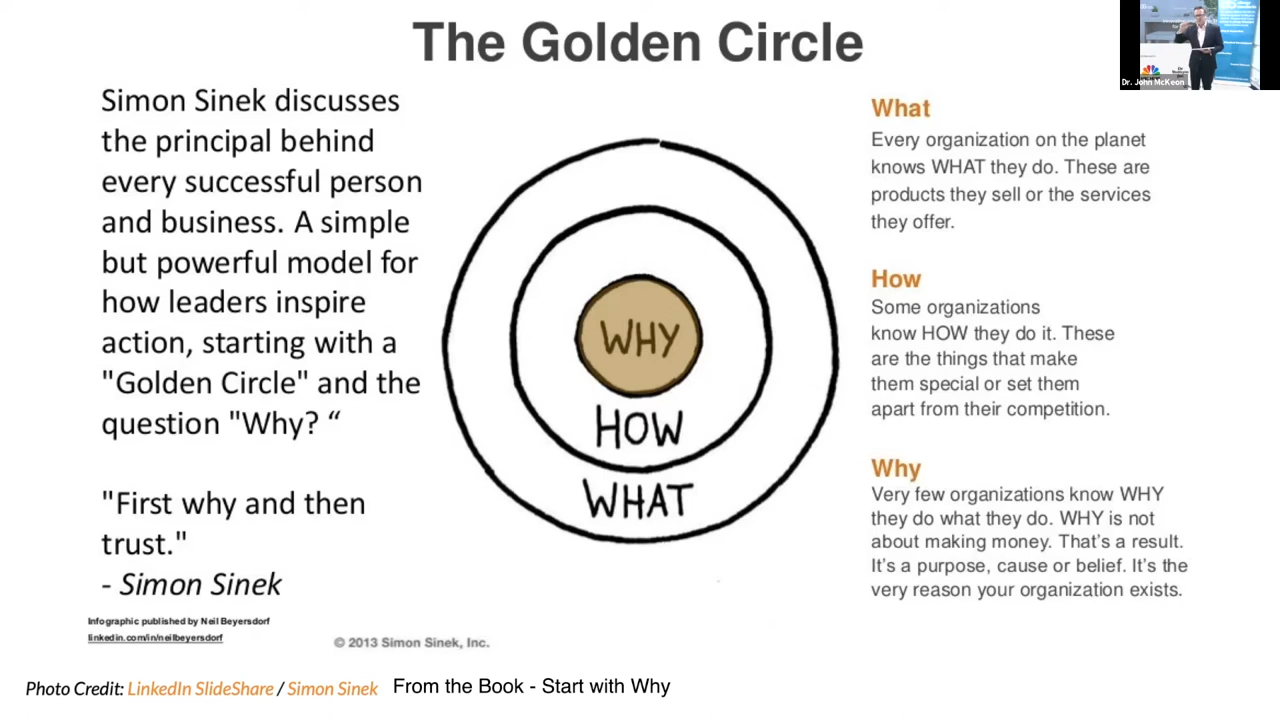 The Golden Circle
Simon Sinek discusses
the principal behind
every successful person
and business. A simple
but powerful model for
how leaders inspire
action, starting with a
"Golden Circle" and the
question "Why? “
"First why and then
trust."
- Simon Sinek
Infographic published by Neil Beyersdorf
linkedin.com/in/neilbeyersdorf
© 2013 Simon Sinek, Inc.
WHY
HOW
WHAT
What
Every organization on the planet
knows WHAT they do. These are
products they sell or the services
they offer.
How
Some organizations
know HOW they do it. These
are the things that make
them special or set them
apart from their competition.
Why
Very few organizations know WHY
they do what they do. WHY is not
about making money. That’s a result.
It’s a purpose, cause or belief. It’s the
very reason your organization exists.
Photo Credit: LinkedIn SlideShare / Simon Sinek From the Book - Start with Why
Dr. John McKeon